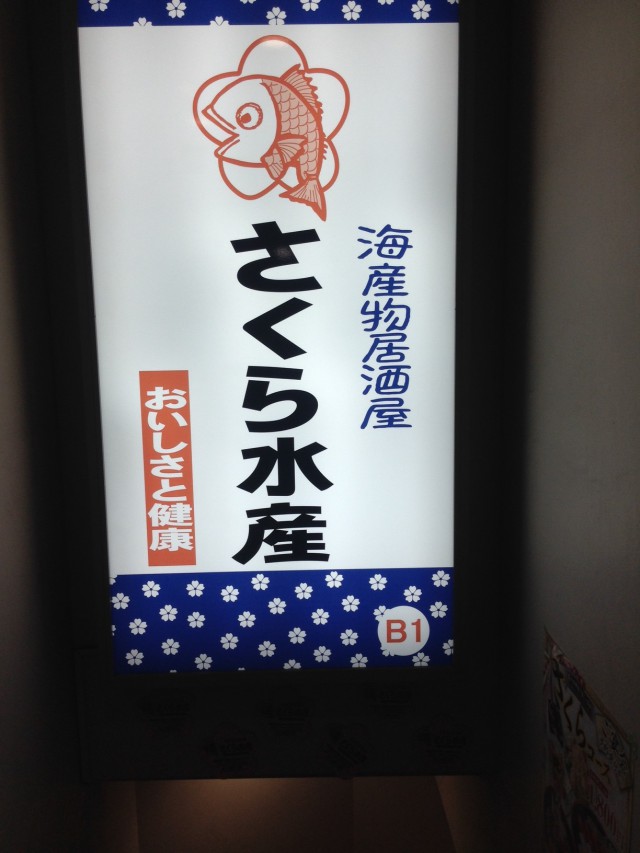 海産物居酒屋
さくら水産
おいしさと健康
B1